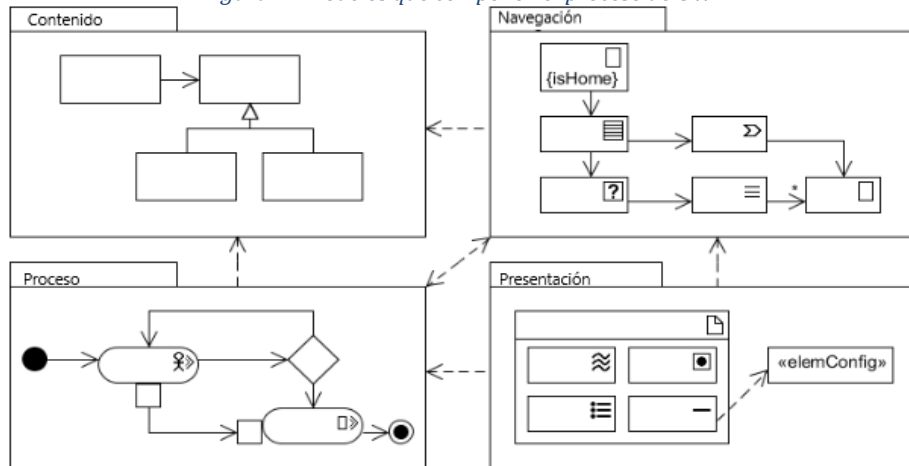 Contenido
Navegación
{isHome}
?
*
Proceso
Presentación
«elemConfig»